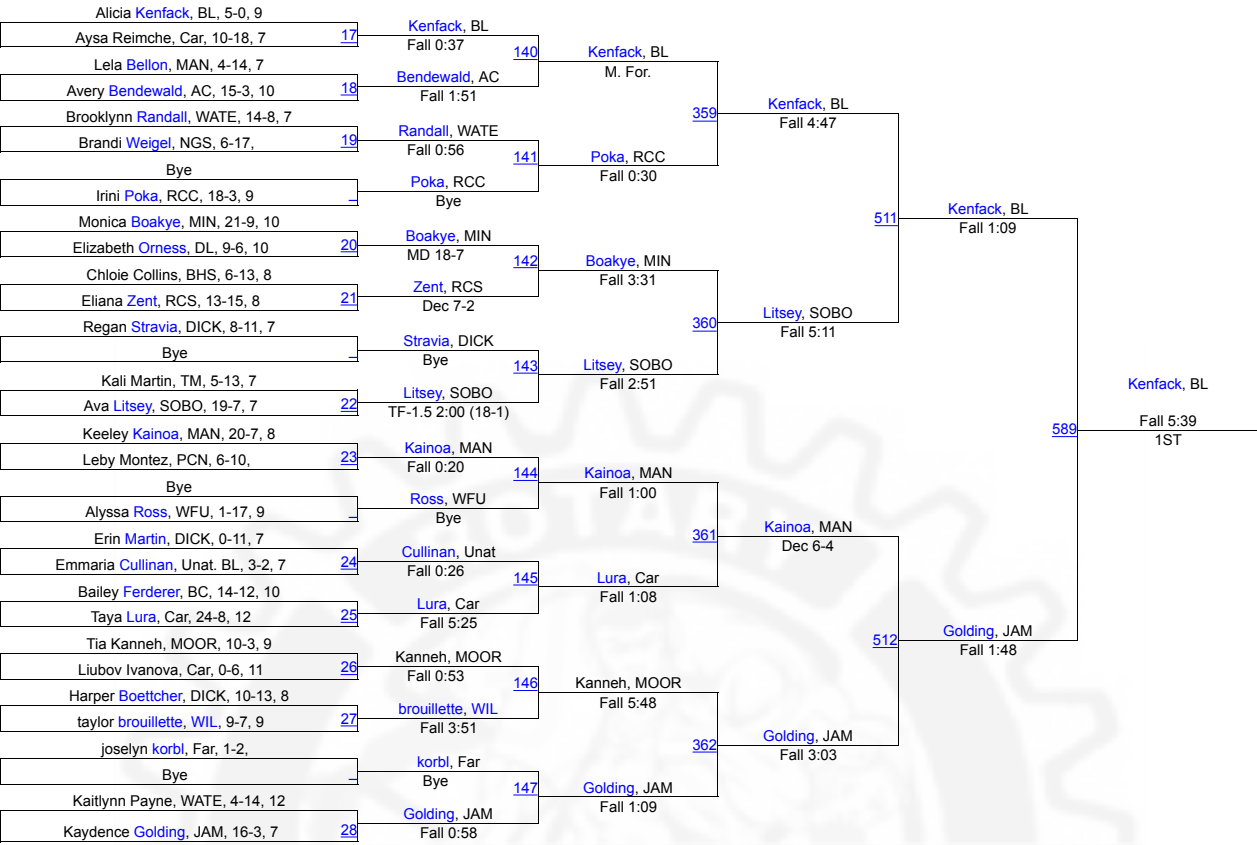 Alicia Kenfack, BL, 5-0, 9
Aysa Reimche, Car, 10-18, 7
17
Lela Bellon, MAN, 4-14, 7
Avery Bendewald, AC, 15-3, 10
18
Brooklynn Randall, WATE, 14-8, 7
Brandi Weigel, NGS, 6-17,
19
Bye
Irini Poka, RCC, 18-3, 9
Monica Boakye, MIN, 21-9, 10
Elizabeth Orness, DL, 9-6, 10
20
Chloie Collins, BHS, 6-13, 8
Eliana Zent, RCS, 13-15, 8
21
Regan Stravia, DICK, 8-11, 7
Bye
Kali Martin, TM, 5-13, 7
Ava Litsey, SOBO, 19-7, 7
22
Keeley Kainoa, MAN, 20-7, 8
Leby Montez, PCN, 6-10,
23
Bye
Alyssa Ross, WFU, 1-17, 9
Erin Martin, DICK, 0-11, 7
Emmaria Cullinan, Unat. BL, 3-2, 7
24
Bailey Ferderer, BC, 14-12, 10
Taya Lura, Car, 24-8, 12
25
Tia Kanneh, MOOR, 10-3, 9
Liubov Ivanova, Car, 0-6, 11
26
Harper Boettcher, DICK, 10-13, 8
taylor brouillette, WIL, 9-7, 9
27
joselyn korbl, Far, 1-2,
Bye
Kaitlynn Payne, WATE, 4-14, 12
Kaydence Golding, JAM, 16-3, 7
28
Kenfack, BL
Fall 0:37
140
Bendewald, AC
Fall 1:51
Randall, WATE
Fall 0:56
141
Poka, RCC
Bye
Boakye, MIN
MD 18-7
142
Zent, RCS
Dec 7-2
Stravia, DICK
Bye
143
Litsey, SOBO
TF-1.5 2:00 (18-1)
Kainoa, MAN
Fall 0:20
144
Ross, WFU
Bye
Cullinan, Unat
Fall 0:26
145
Lura, Car
Fall 5:25
Kanneh, MOOR
Fall 0:53
146
brouillette, WIL
Fall 3:51
korbl, Far
Bye
147
Golding, JAM
Fall 0:58
Kenfack, BL
M. For.
359
Poka, RCC
Fall 0:30
Boakye, MIN
Fall 3:31
360
Litsey, SOBO
Fall 2:51
Kainoa, MAN
Fall 1:00
361
Lura, Car
Fall 1:08
Kanneh, MOOR
Fall 5:48
362
Golding, JAM
Fall 1:09
Kenfack, BL
Fall 4:47
511
Litsey, SOBO
Fall 5:11
Kainoa, MAN
Dec 6-4
512
Golding, JAM
Fall 3:03
Kenfack, BL
Fall 1:09
589
Golding, JAM
Fall 1:48
Kenfack, BL
Fall 5:39
1ST